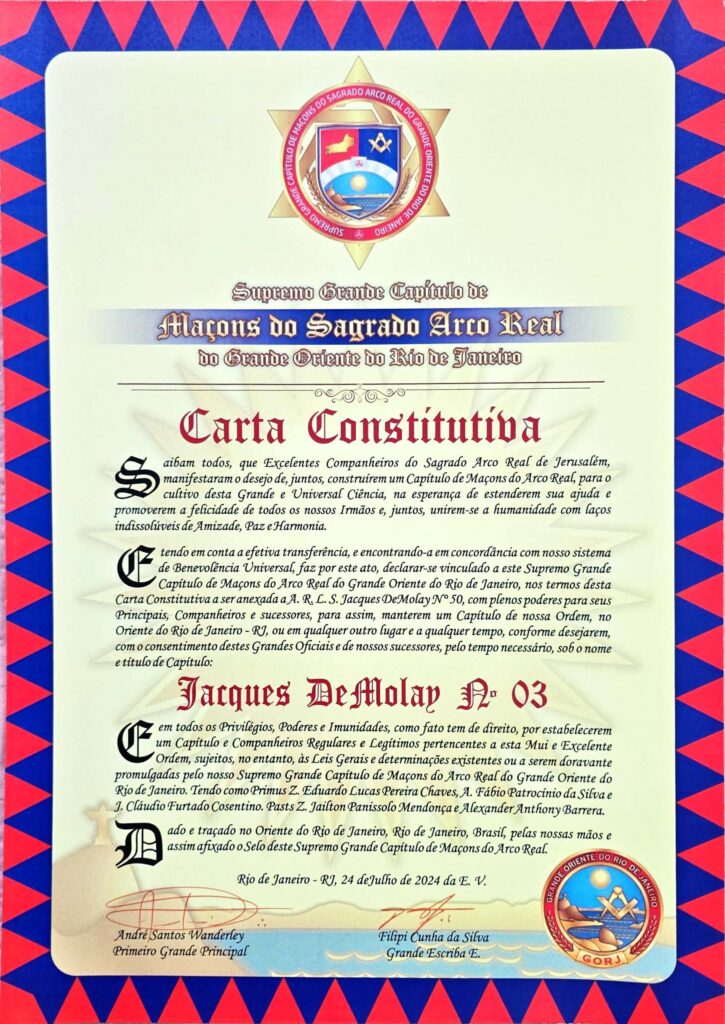 SUPREMO GRANDE CAPÍTULO DE MAÇONS DO SAGRADO ARCO REAL DO GRANDE ORIENTE DO RIO DE JANEIRO
Supremo Grande Capítulo de
Maçons do Sagrado Arco Real
do Grande Oriente do Rio de Janeiro
Carta Constitutiva
Saibam todos, que Excelentes Companheiros do Sagrado Arco Real de Jerusalém,
manifestaram o desejo de, juntos, construírem um Capítulo de Maçons do Arco Real, para o
cultivo desta Grande e Universal Ciência, na esperança de estenderem sua ajuda e
promoverem a felicidade de todos os nossos Irmãos e, juntos, unirem-se a humanidade com laços
indissolúveis de Amizade, Paz e Harmonia.
E tendo em conta a efetiva transferência, e encontrando-a em concordância com nosso sistema
de Benevolência Universal, faz por este ato, declarar-se vinculado a este Supremo Grande
Capítulo de Maçons do Arco Real do Grande Oriente do Rio de Janeiro, nos termos desta
Carta Constitutiva a ser anexada a A. R. L. S. Jacques DeMolay Nº 50, com plenos poderes para seus
Principais, Companheiros e sucessores, para assim, manterem um Capítulo de nossa Ordem, no
Oriente do Rio de Janeiro - RJ, ou em qualquer outro lugar e a qualquer tempo, conforme desejarem,
com o consentimento destes Grandes Oficiais e de nossos sucessores, pelo tempo necessário, sob o nome
e título de Capítulo:
Jacques DeMolay Nº 03
E em todos os Privilégios, Poderes e Imunidades, como fato tem de direito, por estabelecerem
um Capítulo e Companheiros Regulares e Legítimos pertencentes a esta Mui e Excelente
Ordem, sujeitos, no entanto, às Leis Gerais e determinações existentes ou a serem doravante
promulgadas pelo nosso Supremo Grande Capítulo de Maçons do Arco Real do Grande Oriente do
Rio de Janeiro. Tendo como Primus Z. Eduardo Lucas Pereira Chaves, A. Fábio Patrocínio da Silva e
J. Cláudio Furtado Cosentino. Pasts Z. Jailton Panissolo Mendonça e Alexander Anthony Barrera.
Dado e traçado no Oriente do Rio de Janeiro, Rio de Janeiro, Brasil, pelas nossas mãos e
assim afixado o Selo deste Supremo Grande Capítulo de Maçons do Arco Real.
Rio de Janeiro - RJ, 24 de Julho de 2024 da E. V.
André Santos Wanderley
Primeiro Grande Principal
Filipi Cunha da Silva
Grande Escriba E.
GRANDE ORIENTE DO RIO DE JANEIRO
GORJ